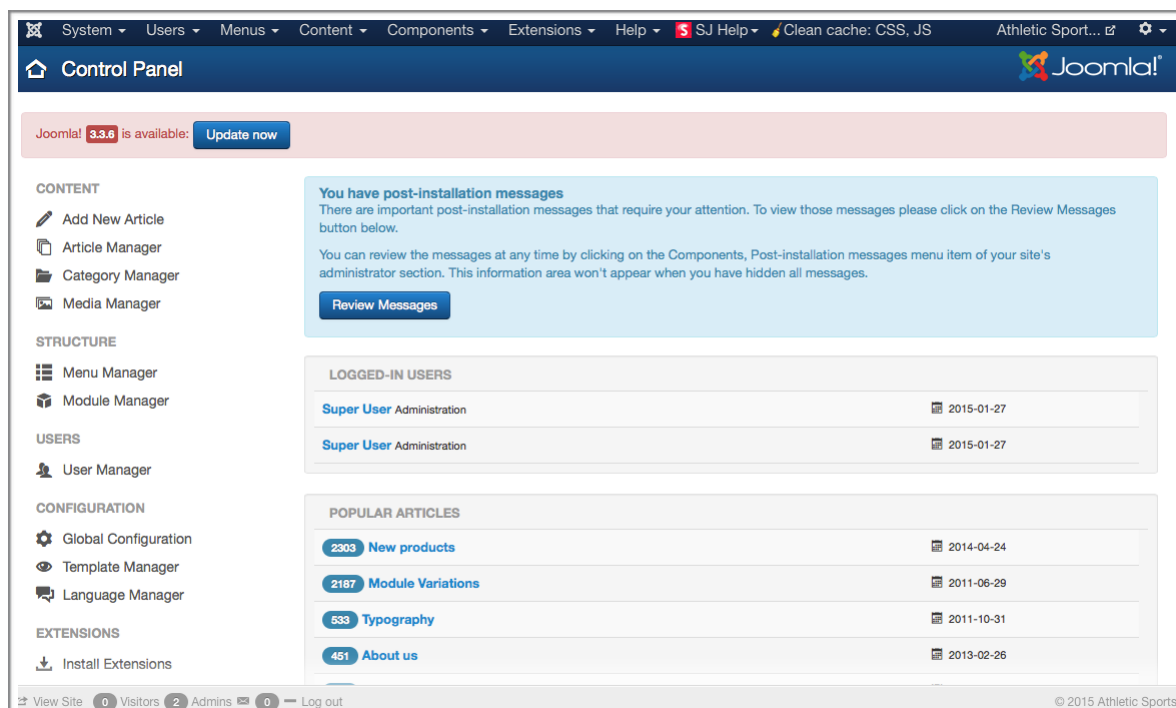 System Users Menus Content Components Extensions Help S SJ Help Clean cache: CSS, JS Athletic Sport...
Control Panel Joomla!®
Joomla! 3.3.6 is available: Update now
CONTENT
Add New Article
Article Manager
Category Manager
Media Manager
STRUCTURE
Menu Manager
Module Manager
USERS
User Manager
CONFIGURATION
Global Configuration
Template Manager
Language Manager
EXTENSIONS
Install Extensions
You have post-installation messages
There are important post-installation messages that require your attention. To view those messages please click on the Review Messages
button below.
You can review the messages at any time by clicking on the Components, Post-installation messages menu item of your site's
administrator section. This information area won't appear when you have hidden all messages.
Review Messages
LOGGED-IN USERS
Super User Administration 2015-01-27
Super User Administration 2015-01-27
POPULAR ARTICLES
2303 New products 2014-04-24
2187 Module Variations 2011-06-29
533 Typography 2011-10-31
451 About us 2013-02-26
View Site 0 Visitors 2 Admins 0 Log out © 2015 Athletic Sports